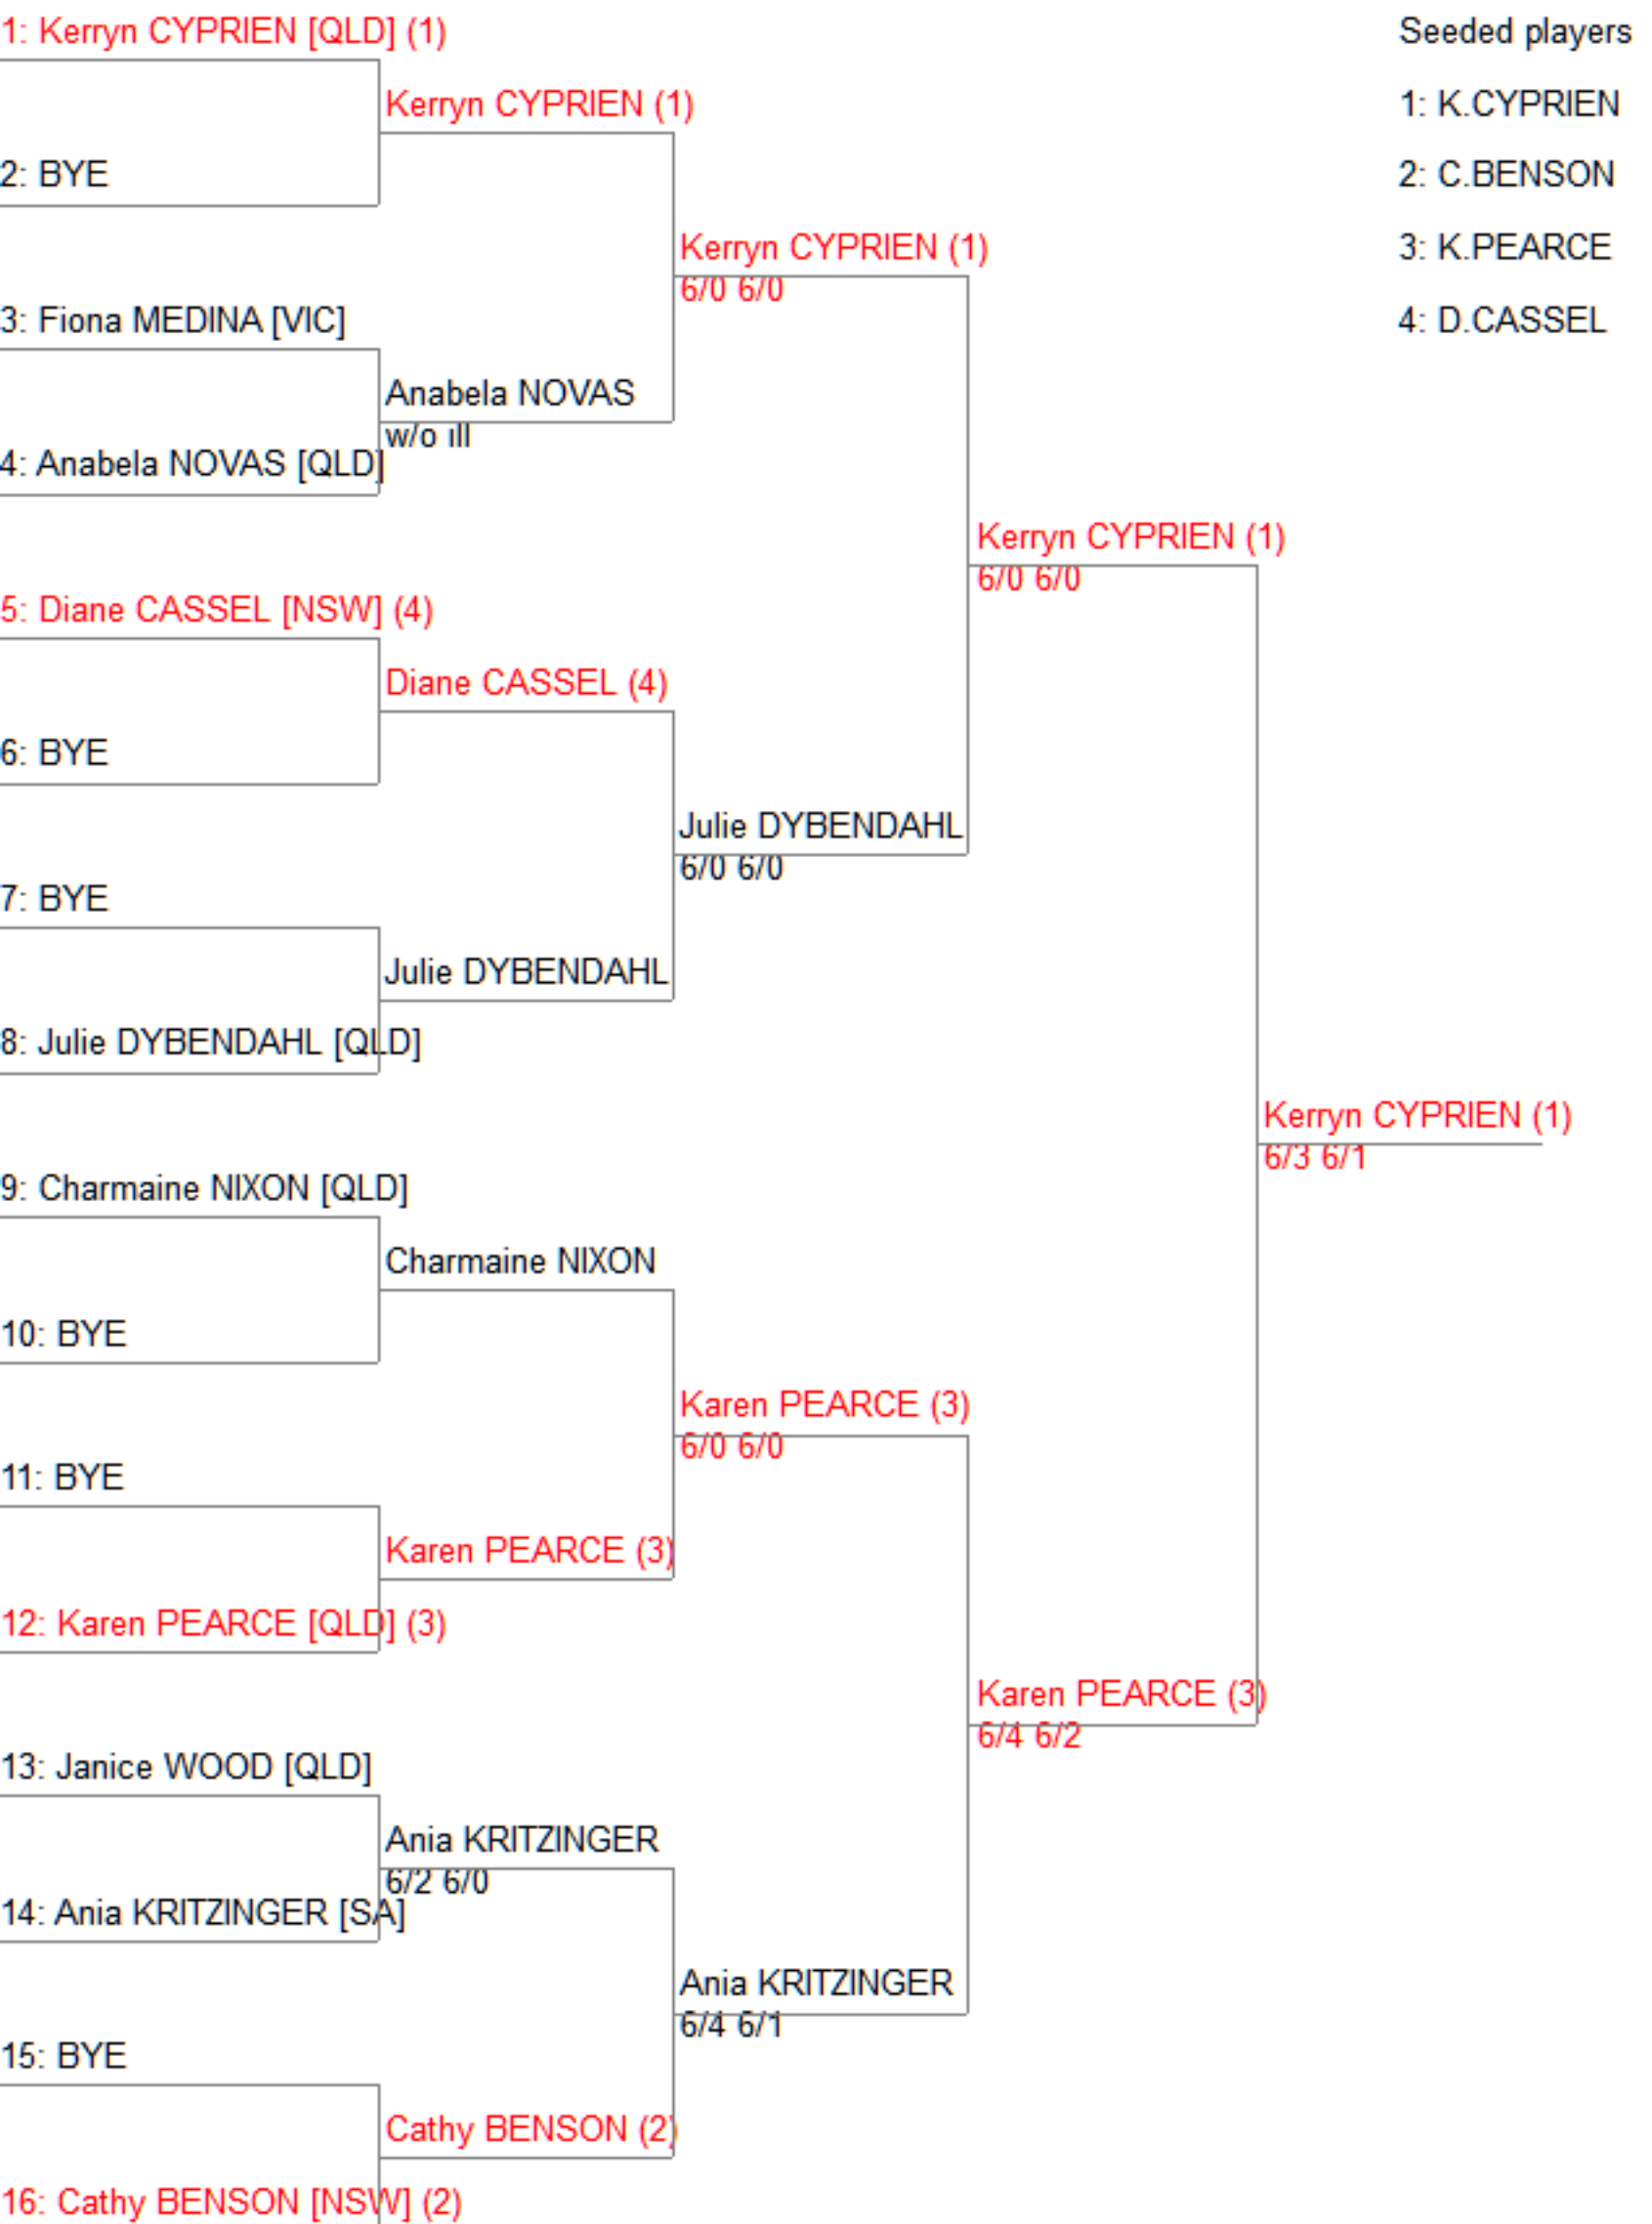 1: Kerryn CYPRIEN [QLD] (1)
Seeded players
Kerryn CYPRIEN (1)
1: K.CYPRIEN
2: BYE
2: C.BENSON
Kerryn CYPRIEN (1)
6/0 6/0
3: K.PEARCE
3: Fiona MEDINA [VIC]
4: D.CASSEL
Anabela NOVAS
w/o ill
4: Anabela NOVAS [QLD]
Kerryn CYPRIEN (1)
6/0 6/0
5: Diane CASSEL [NSW] (4)
Diane CASSEL (4)
6: BYE
Julie DYBENDAHL
6/0 6/0
7: BYE
Julie DYBENDAHL
8: Julie DYBENDAHL [QLD]
Kerryn CYPRIEN (1)
6/3 6/1
9: Charmaine NIXON [QLD]
Charmaine NIXON
10: BYE
Karen PEARCE (3)
6/0 6/0
11: BYE
Karen PEARCE (3)
12: Karen PEARCE [QLD] (3)
Karen PEARCE (3)
6/4 6/2
13: Janice WOOD [QLD]
Ania KRITZINGER
6/2 6/0
14: Ania KRITZINGER [SA]
Ania KRITZINGER
6/4 6/1
15: BYE
Cathy BENSON (2)
16: Cathy BENSON [NSW] (2)